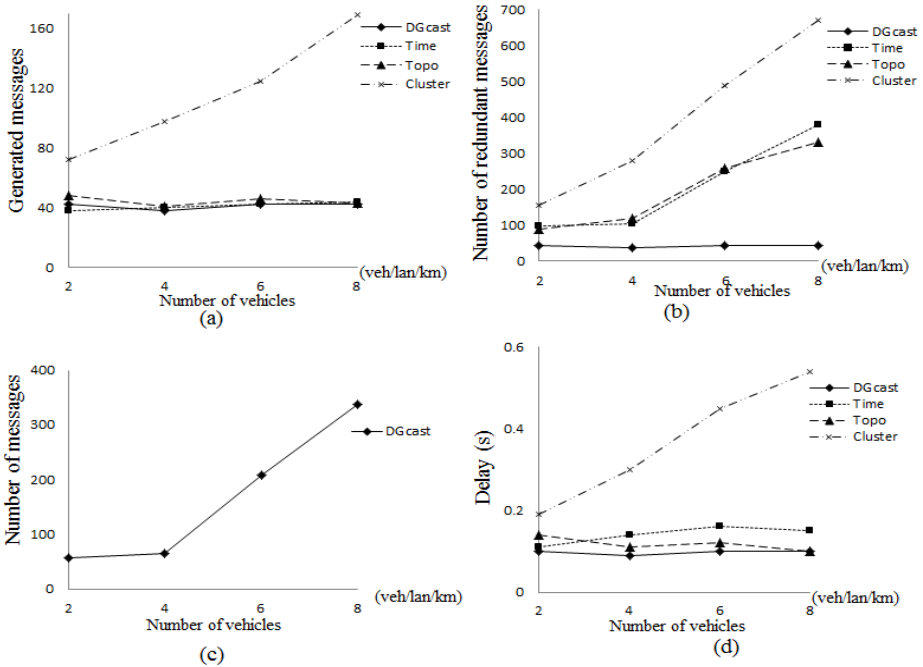 Generated messages
160
120
80
40
0
2
4
6
8
(veh/lan/km)
Number of vehicles
(a)
DGcast
Time
Topo
Cluster
Number of redundant messages
700
600
500
400
300
200
100
0
2
4
6
8
(veh/lan/km)
Number of vehicles
(b)
DGcast
Time
Topo
Cluster
Number of messages
400
300
200
100
0
2
4
6
8
(veh/lan/km)
Number of vehicles
(c)
DGcast
Delay (s)
0.6
0.4
0.2
0
2
4
6
8
(veh/lan/km)
Number of vehicles
(d)
DGcast
Time
Topo
Cluster